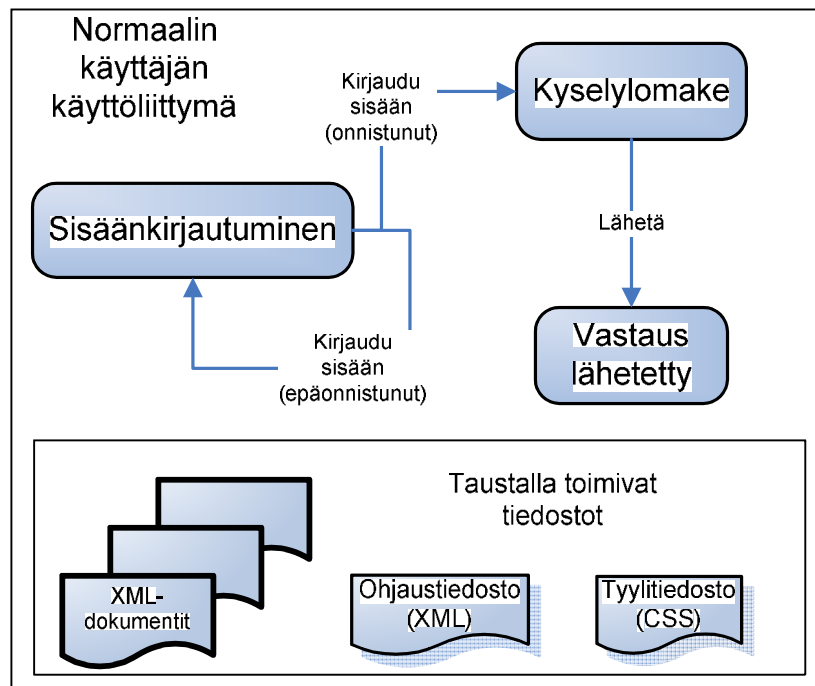 Normaalin
käyttäjän
käyttöliittymä
Kirjaudu
sisään
(onnistunut)
Kyselylomake
Sisäänkirjautuminen
Lähetä
Kirjaudu
sisään
(epäonnistunut)
Vastaus
lähetetty
Taustalla toimivat
tiedostot
XML-
dokumentit
Ohjaustiedosto
(XML)
Tyylitiedosto
(CSS)